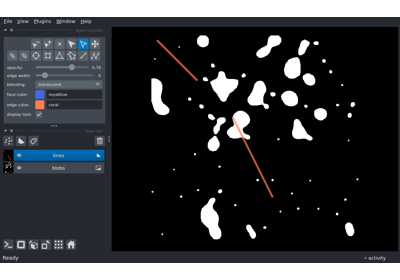 File View Plugins Window Help
opacity: 0.70
edge width: 5
blending: translucent
face color: royalblue
edge color: coral
display text: ✓
lines
blobs
Ready
activity